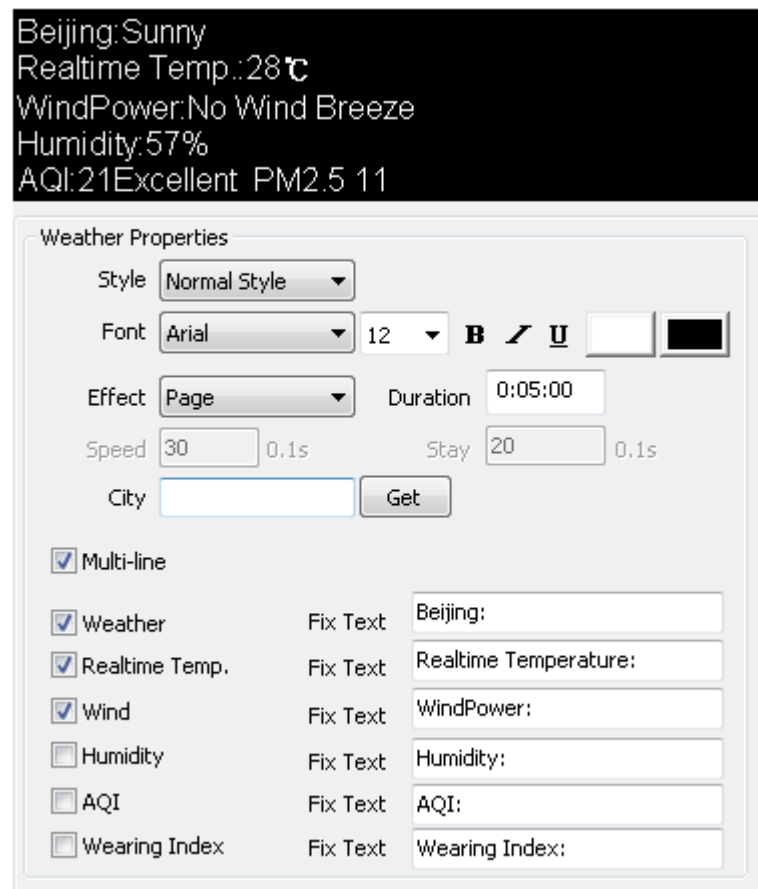 Beijing:Sunny
Realtime Temp.:28℃
WindPower:No Wind Breeze
Humidity:57%
AQI:21Excellent PM2.5 11
Weather Properties
Style Normal Style
Font Arial 12 B I U
Effect Page Duration 0:05:00
Speed 30 0.1s Stay 20 0.1s
City Get
Multi-line
Weather Fix Text Beijing:
Realtime Temp. Fix Text Realtime Temperature:
Wind Fix Text WindPower:
Humidity Fix Text Humidity:
AQI Fix Text AQI:
Wearing Index Fix Text Wearing Index: